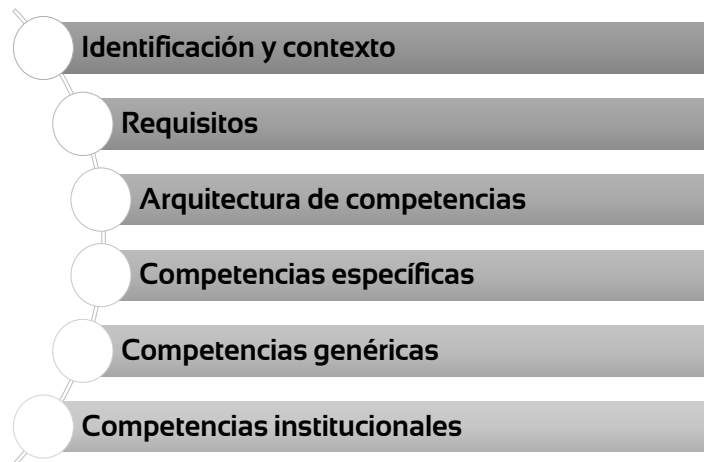 Identificación y contexto
Requisitos
Arquitectura de competencias
Competencias específicas
Competencias genéricas
Competencias institucionales